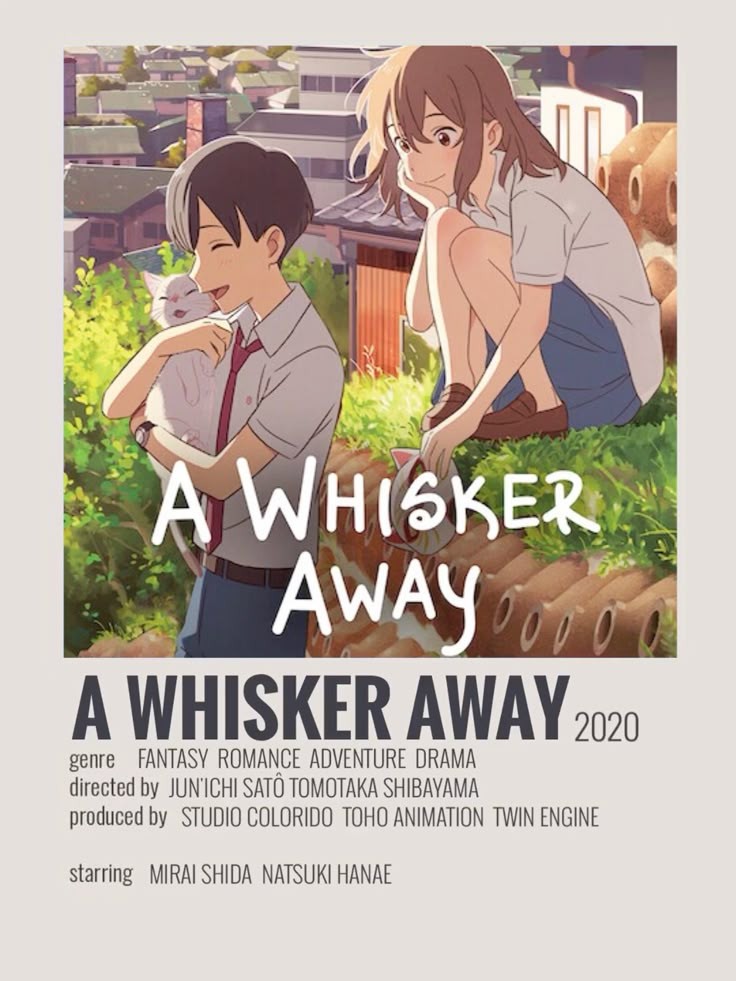 A WHISKER
AWAY
A WHISKER AWAY 2020
genre FANTASY ROMANCE ADVENTURE DRAMA
directed by JUN'ICHI SATÔ TOMOTAKA SHIBAYAMA
produced by STUDIO COLORIDO TOHO ANIMATION TWIN ENGINE
starring MIRAI SHIDA NATSUKI HANAE